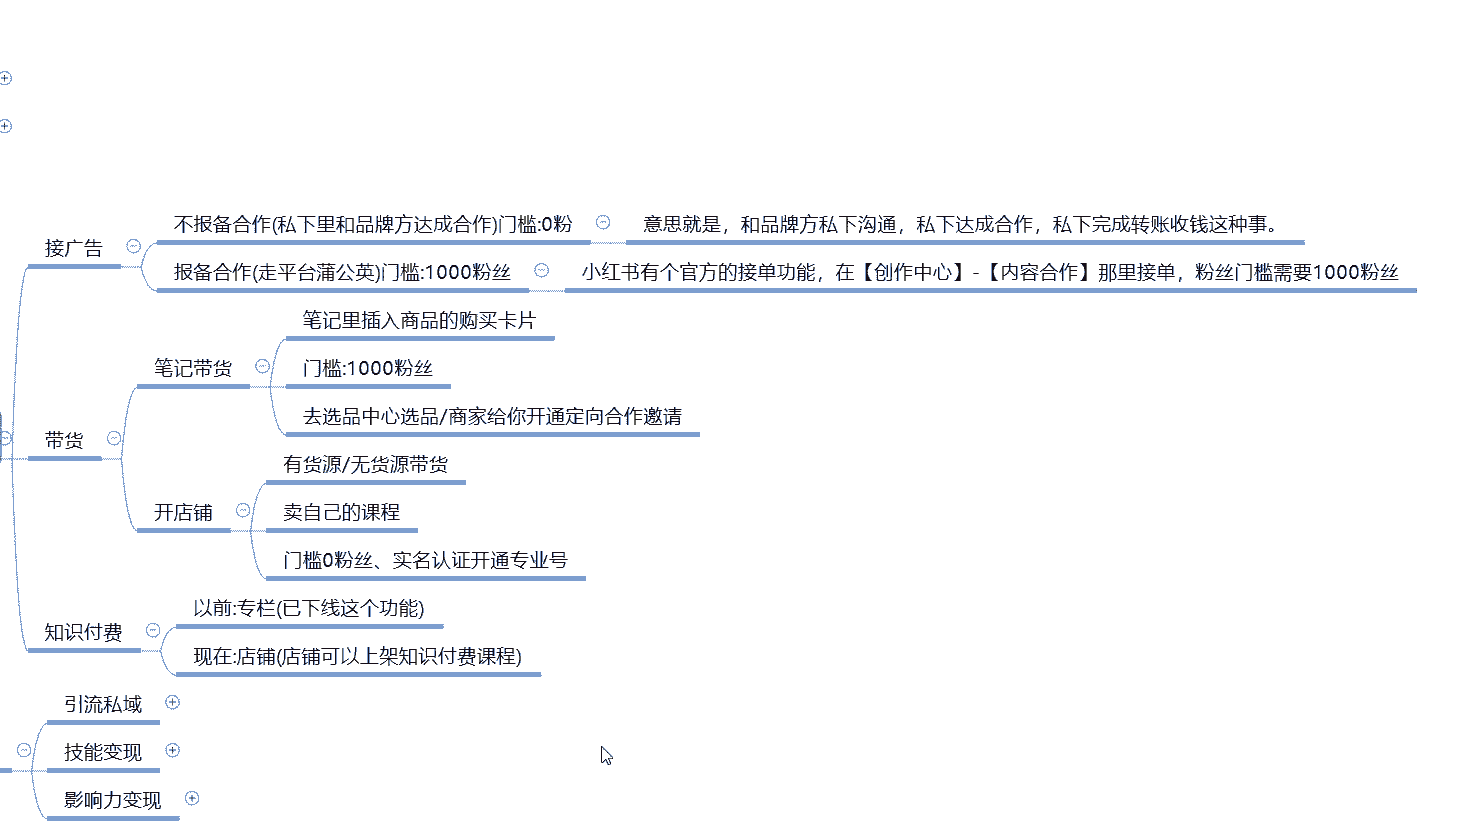 接广告
不报备合作(私下里和品牌方达成合作)门槛:0粉
意思就是，和品牌方私下沟通，私下达成合作，私下完成转账收钱这种事。
报备合作(走平台蒲公英)门槛:1000粉丝
小红书有个官方的接单功能，在【创作中心】-【内容合作】那里接单，粉丝门槛需要1000粉丝
带货
笔记带货
笔记里插入商品的购买卡片
门槛:1000粉丝
去选品中心选品/商家给你开通定向合作邀请
开店铺
有货源/无货源带货
卖自己的课程
门槛0粉丝、实名认证开通专业号
知识付费
以前:专栏(已下线这个功能)
现在:店铺(店铺可以上架知识付费课程)
引流私域
技能变现
影响力变现